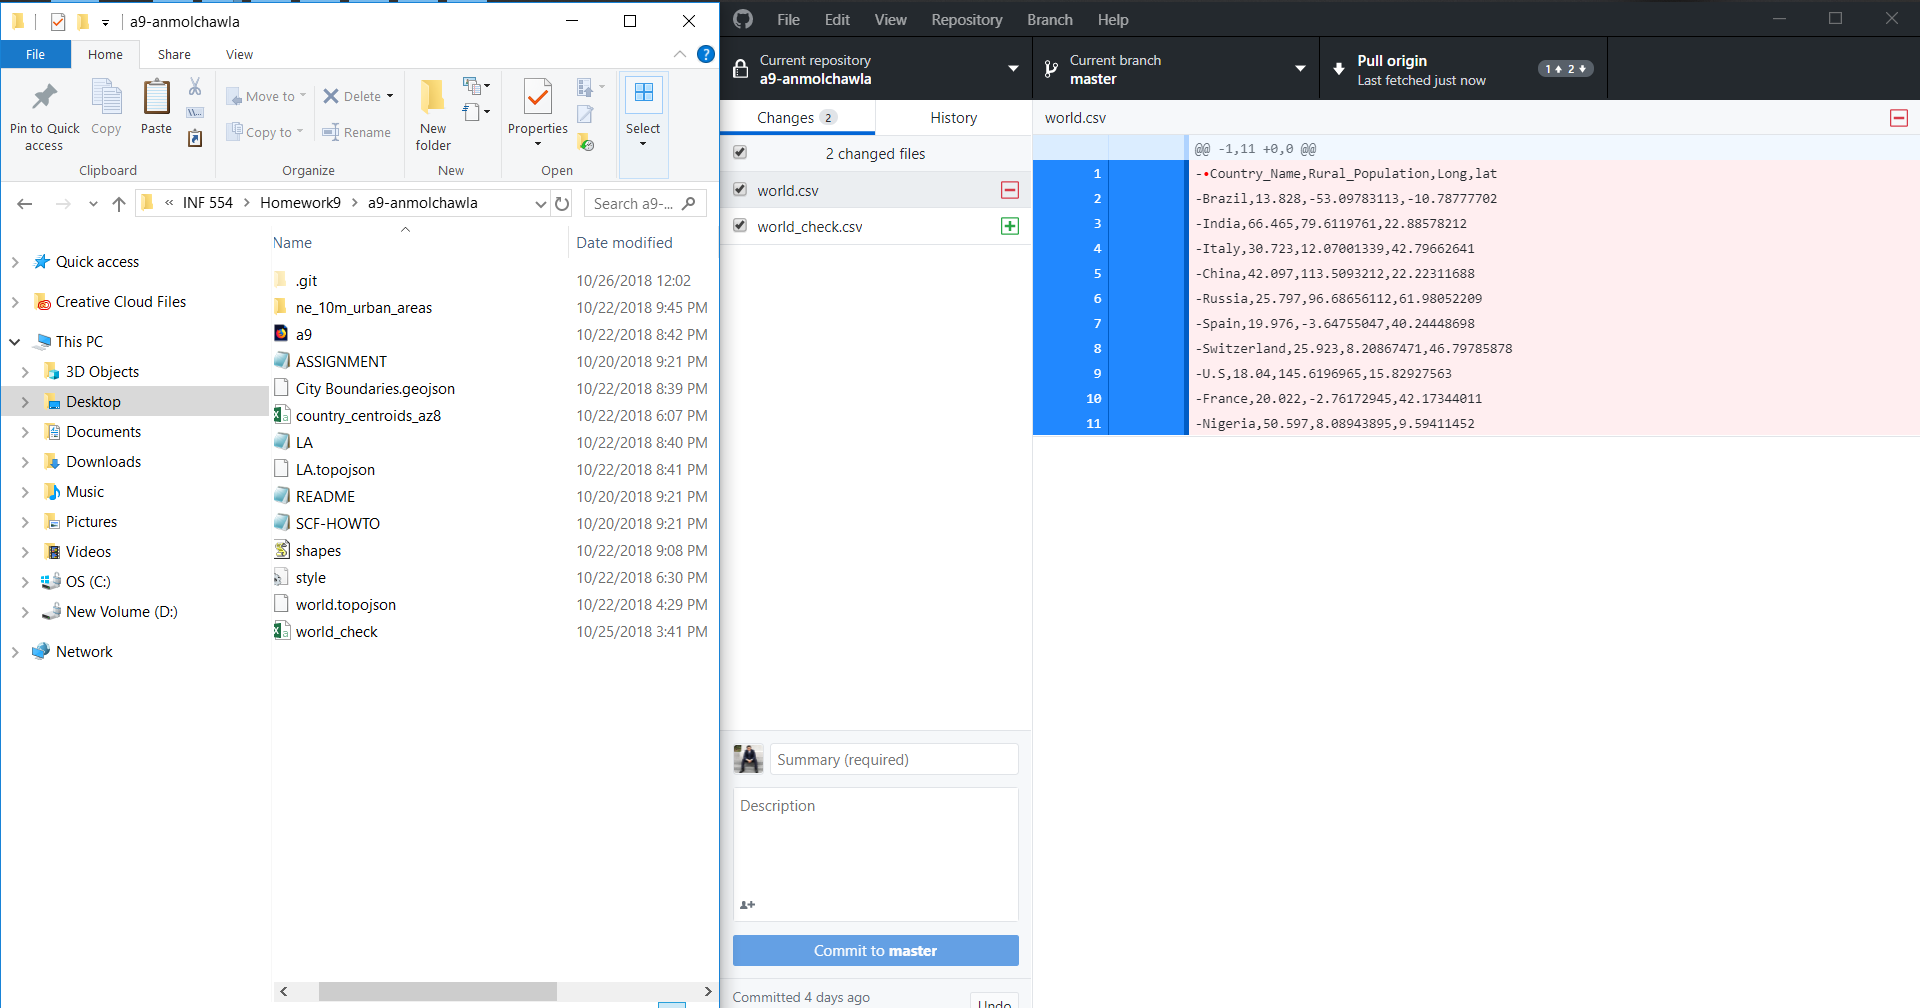 a9-anmolchawla
File Home Share View
Pin to Quick access
Copy
Paste
Clipboard
Move to
Copy to
Delete
Rename
Organize
New folder
New
Properties
Open
Select
« INF 554 > Homework9 > a9-anmolchawla
Search a9-...
Quick access
Creative Cloud Files
This PC
3D Objects
Desktop
Documents
Downloads
Music
Pictures
Videos
OS (C:)
New Volume (D:)
Network
Name Date modified
.git 10/26/2018 12:02
ne_10m_urban_areas 10/22/2018 9:45 PM
a9 10/22/2018 8:42 PM
ASSIGNMENT 10/20/2018 9:21 PM
City Boundaries.geojson 10/22/2018 8:39 PM
country_centroids_az8 10/22/2018 6:07 PM
LA 10/22/2018 8:40 PM
LA.topojson 10/22/2018 8:41 PM
README 10/20/2018 9:21 PM
SCF-HOWTO 10/20/2018 9:21 PM
shapes 10/22/2018 9:08 PM
style 10/22/2018 6:30 PM
world.topojson 10/22/2018 4:29 PM
world_check 10/25/2018 3:41 PM
File Edit View Repository Branch Help
Current repository
a9-anmolchawla
Current branch
master
Pull origin
Last fetched just now
1 2
Changes 2 History
2 changed files
world.csv
world_check.csv
Summary (required)
Description
Commit to master
Committed 4 days ago
Undo
world.csv
@@ -1,11 +0,0 @@
1 -•Country_Name,Rural_Population,Long,lat
2 -Brazil,13.828,-53.09783113,-10.78777702
3 -India,66.465,79.6119761,22.88578212
4 -Italy,30.723,12.07001339,42.79662641
5 -China,42.097,113.5093212,22.22311688
6 -Russia,25.797,96.68656112,61.98052209
7 -Spain,19.976,-3.64755047,40.24448698
8 -Switzerland,25.923,8.20867471,46.79785878
9 -U.S,18.04,145.6196965,15.82927563
10 -France,20.022,-2.76172945,42.17344011
11 -Nigeria,50.597,8.08943895,9.59411452